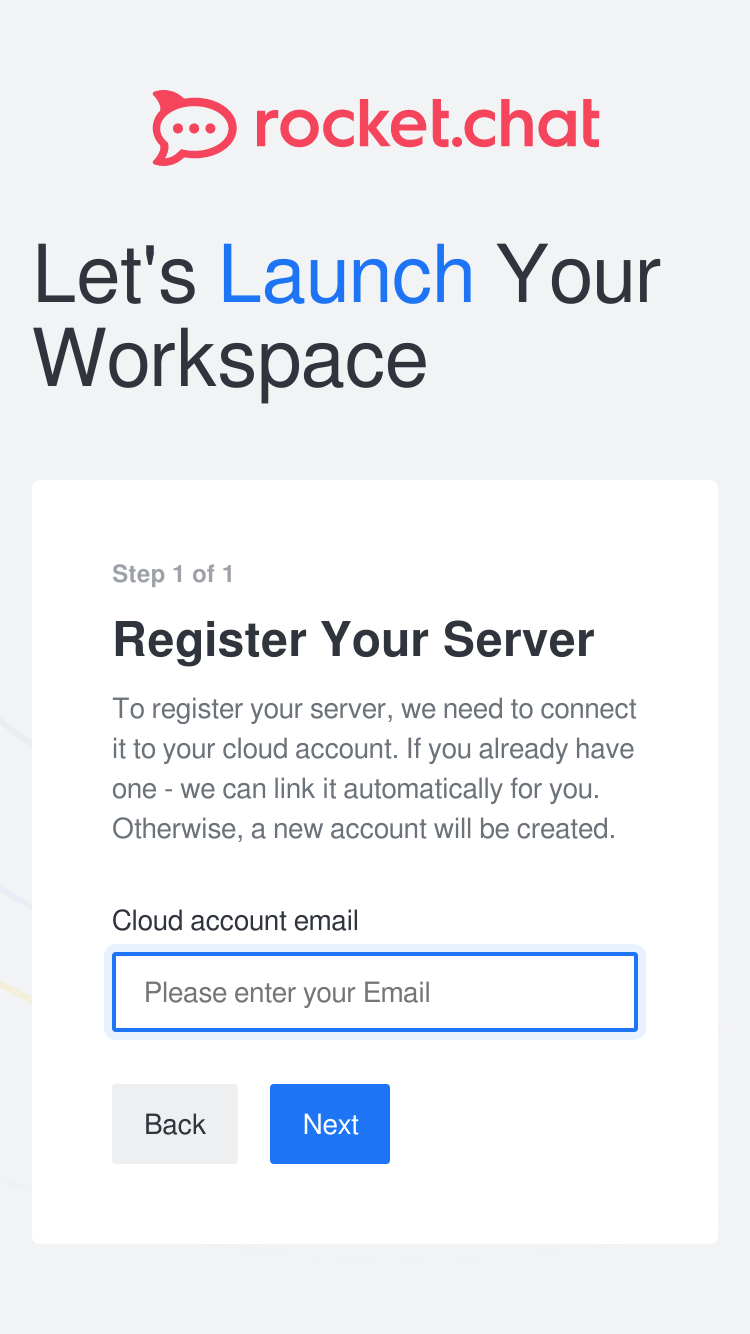 rocket.chat
Let's Launch Your
Workspace
Step 1 of 1
Register Your Server
To register your server, we need to connect
it to your cloud account. If you already have
one - we can link it automatically for you.
Otherwise, a new account will be created.
Cloud account email
Please enter your Email
Back Next